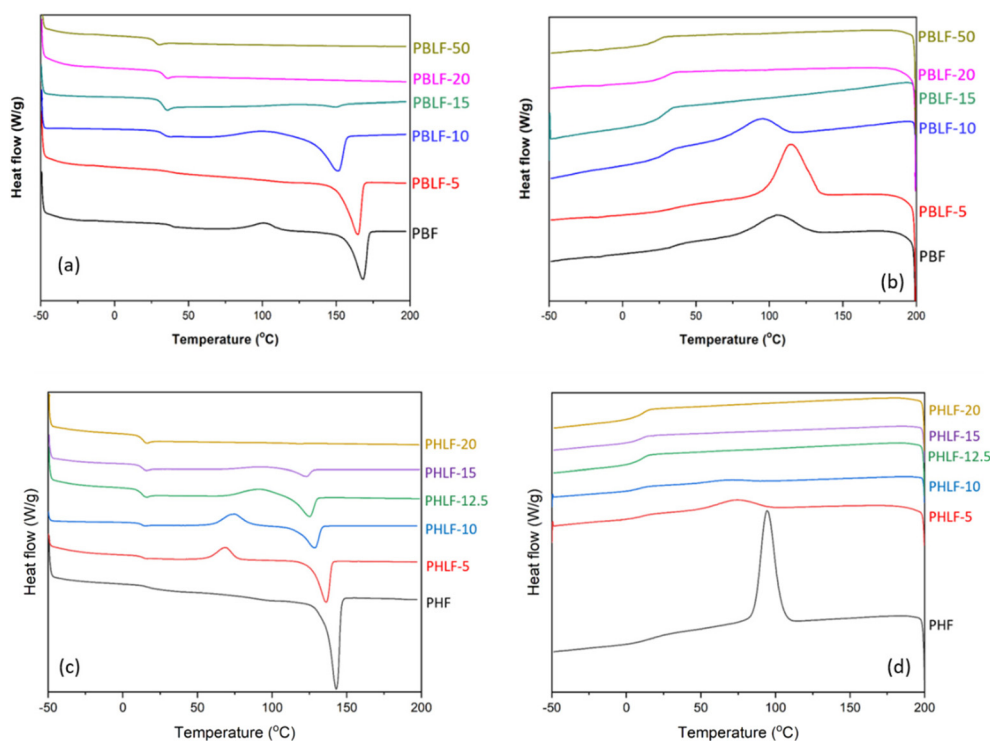 Heat flow (W/g)
PBLF-50
PBLF-20
PBLF-15
PBLF-10
PBLF-5
PBF
(a)
-50 0 50 100 150 200
Temperature (°C)
Heat flow (W/g)
PBLF-50
PBLF-20
PBLF-15
PBLF-10
PBLF-5
PBF
(b)
-50 0 50 100 150 200
Temperature (°C)
Heat flow (W/g)
PHLF-20
PHLF-15
PHLF-12.5
PHLF-10
PHLF-5
PHF
(c)
-50 0 50 100 150 200
Temperature (°C)
Heat flow (W/g)
PHLF-20
PHLF-15
PHLF-12.5
PHLF-10
PHLF-5
PHF
(d)
-50 0 50 100 150 200
Temperature (°C)